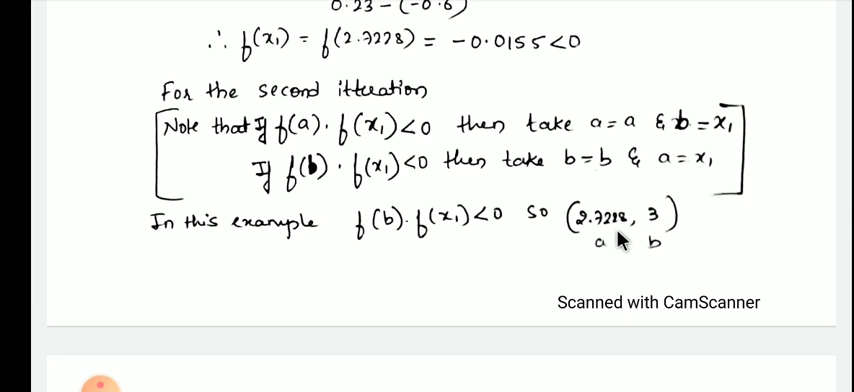 0.23 - (-0.6)
∴ f(x₁) = f(2.7228) = -0.0155<0
For the second itteration
[Note that If f(a). f(x₁)<0 then take a=a & b=x₁
If f(b). f(x₁)<0 then take b=b & a=x₁]
In this example f(b). f(x₁)<0 so (2.7228, 3)
a b
Scanned with CamScanner